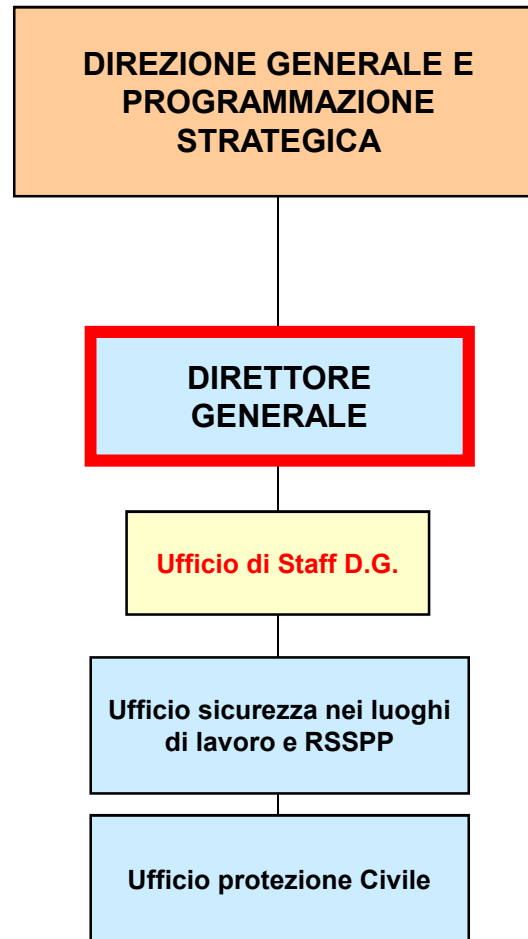 DIREZIONE GENERALE E
PROGRAMMAZIONE
STRATEGICA
DIRETTORE
GENERALE
Ufficio di Staff D.G.
Ufficio sicurezza nei luoghi
di lavoro e RSSPP
Ufficio protezione Civile